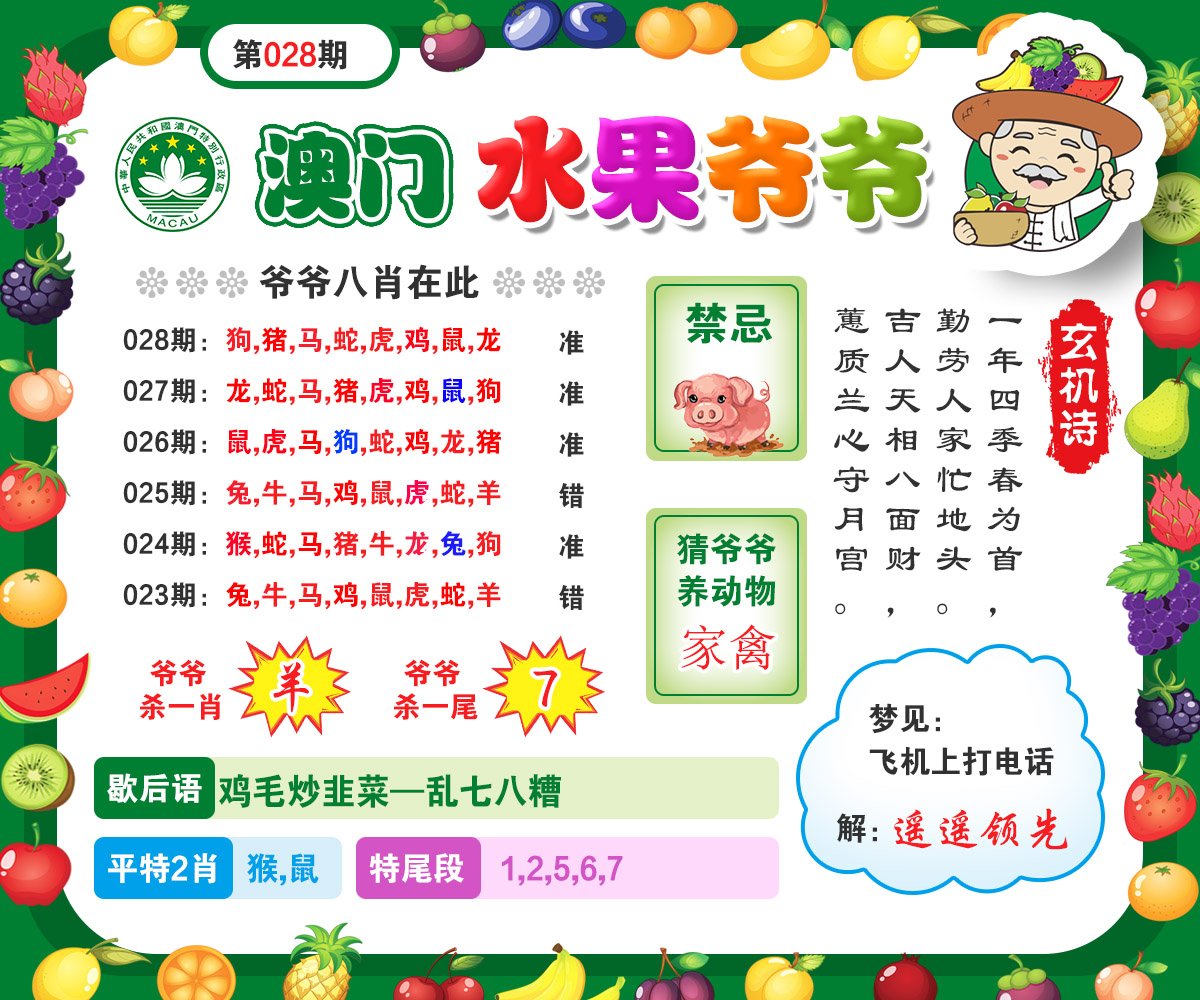 第028期
中華人民共和國澳門特別行政區
MACAU
澳门 水果爷爷
爷爷八肖在此
028期：狗,猪,马,蛇,虎,鸡,鼠,龙 准
027期：龙,蛇,马,猪,虎,鸡,鼠,狗 准
026期：鼠,虎,马,狗,蛇,鸡,龙,猪 准
025期：兔,牛,马,鸡,鼠,虎,蛇,羊 错
024期：猴,蛇,马,猪,牛,龙,兔,狗 准
023期：兔,牛,马,鸡,鼠,虎,蛇,羊 错
爷爷
杀一肖
羊
爷爷
杀一尾
7
禁忌
猜爷爷
养动物
家禽
玄机诗
一年四季春为首，
勤劳人家忙地头。
吉人天相八面财，
蕙质兰心守月宫。
梦见：
飞机上打电话
解：遥遥领先
歇后语 鸡毛炒韭菜—乱七八糟
平特2肖 猴,鼠
特尾段 1,2,5,6,7